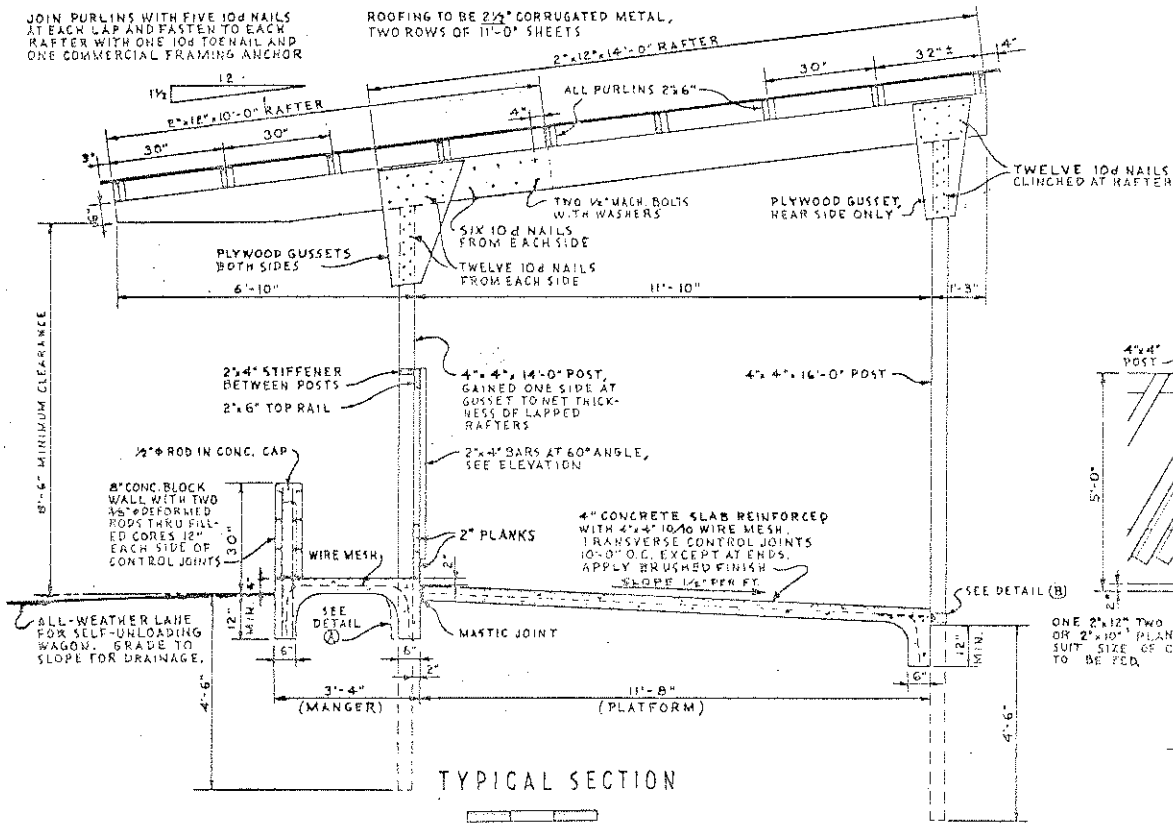 JOIN PURLINS WITH FIVE 10d NAILS
AT EACH LAP AND FASTEN TO EACH
RAFTER WITH ONE 10d TOENAIL AND
ONE COMMERCIAL FRAMING ANCHOR
ROOFING TO BE 2½" CORRUGATED METAL,
TWO ROWS OF 11'-0" SHEETS
2"x12"x14'-0" RAFTER
12
1½
2"x12"x10'-0" RAFTER
30"
32" ±
4"
ALL PURLINS 2"x6"
4"
30"
30"
3"
6"
TWO ½" MACH. BOLTS
WITH WASHERS
SIX 10d NAILS
FROM EACH SIDE
TWELVE 10d NAILS
FROM EACH SIDE
PLYWOOD GUSSETS
BOTH SIDES
PLYWOOD GUSSET,
NEAR SIDE ONLY
TWELVE 10d NAILS
CLINCHED AT RAFTER
6'-10"
11'-10"
1'-3"
8'-6" MINIMUM CLEARANCE
2"x4" STIFFENER
BETWEEN POSTS
2"x6" TOP RAIL
4"x4"x14'-0" POST,
GAINED ONE SIDE AT
GUSSET TO NET THICK-
NESS OF LAPPED
RAFTERS
4"x4"x16'-0" POST
4"x4"
POST
5'-0"
2"x4" BARS AT 60° ANGLE,
SEE ELEVATION
½"Φ ROD IN CONC. CAP
8" CONC. BLOCK
WALL WITH TWO
DEFORMED
RODS THRU FILL-
ED CORES 12"
EACH SIDE OF
CONTROL JOINTS
30"
WIRE MESH
2" PLANKS
2"
4" CONCRETE SLAB REINFORCED
WITH 4"x4" 10/10 WIRE MESH.
TRANSVERSE CONTROL JOINTS
10'-0" O.C. EXCEPT AT ENDS.
APPLY BRUSHED FINISH
SLOPE 1/2" PER FT.
4"
12"
MIN.
ALL-WEATHER LANE
FOR SELF-UNLOADING
WAGON. GRADE TO
SLOPE FOR DRAINAGE.
SEE
DETAIL
Ⓐ
MASTIC JOINT
SEE DETAIL Ⓑ
12"
MIN.
2"
ONE 2"x12" TWO
OR 2"x10" PLAN
SUIT SIZE OF C
TO BE FED.
6"
6"
2"
1"
6"
3'-4"
(MANGER)
11'-8"
(PLATFORM)
4'-6"
4'-6"
TYPICAL SECTION